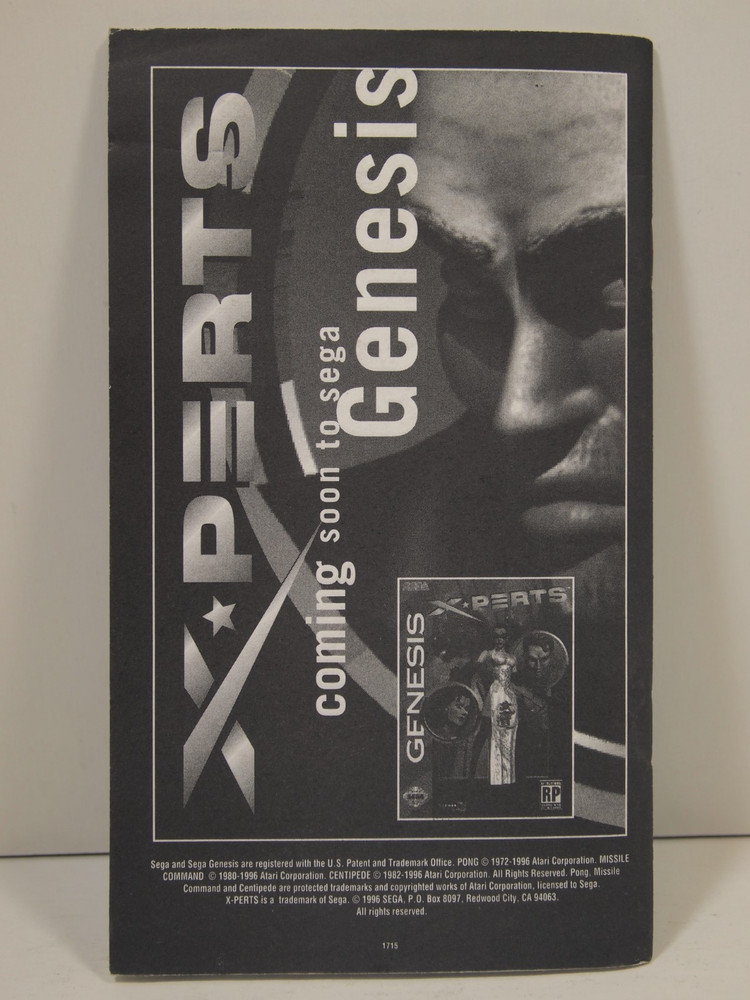 X★PERTS
coming soon to sega
Genesis
SEGA
X★PERTS
GENESIS
SEGA
RP
Sega and Sega Genesis are registered with the U.S. Patent and Trademark Office. PONG © 1972-1996 Atari Corporation. MISSILE
COMMAND © 1980-1996 Atari Corporation. CENTIPEDE © 1982-1996 Atari Corporation. All Rights Reserved. Pong, Missile
Command and Centipede are protected trademarks and copyrighted works of Atari Corporation, licensed to Sega.
X-PERTS is a trademark of Sega. © 1996 SEGA. P.O. Box 8097, Redwood City, CA 94063.
All rights reserved.
1715